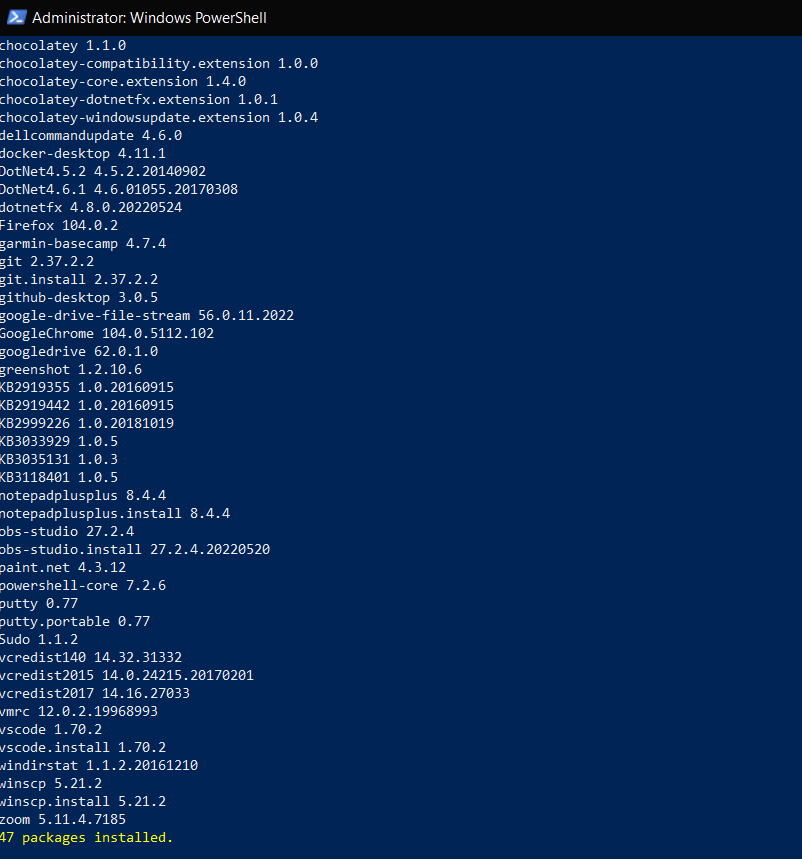 Administrator: Windows PowerShell
chocolatey 1.1.0
chocolatey-compatibility.extension 1.0.0
chocolatey-core.extension 1.4.0
chocolatey-dotnetfx.extension 1.0.1
chocolatey-windowsupdate.extension 1.0.4
dellcommandupdate 4.6.0
docker-desktop 4.11.1
DotNet4.5.2 4.5.2.20140902
DotNet4.6.1 4.6.01055.20170308
dotnetfx 4.8.0.20220524
Firefox 104.0.2
garmin-basecamp 4.7.4
git 2.37.2.2
git.install 2.37.2.2
github-desktop 3.0.5
google-drive-file-stream 56.0.11.2022
GoogleChrome 104.0.5112.102
googledrive 62.0.1.0
greenshot 1.2.10.6
KB2919355 1.0.20160915
KB2919442 1.0.20160915
KB2999226 1.0.20181019
KB3033929 1.0.5
KB3035131 1.0.3
KB3118401 1.0.5
notepadplusplus 8.4.4
notepadplusplus.install 8.4.4
obs-studio 27.2.4
obs-studio.install 27.2.4.20220520
paint.net 4.3.12
powershell-core 7.2.6
putty 0.77
putty.portable 0.77
Sudo 1.1.2
vcredist140 14.32.31332
vcredist2015 14.0.24215.20170201
vcredist2017 14.16.27033
vmrc 12.0.2.19968993
vscode 1.70.2
vscode.install 1.70.2
windirstat 1.1.2.20161210
winscp 5.21.2
winscp.install 5.21.2
zoom 5.11.4.7185
47 packages installed.